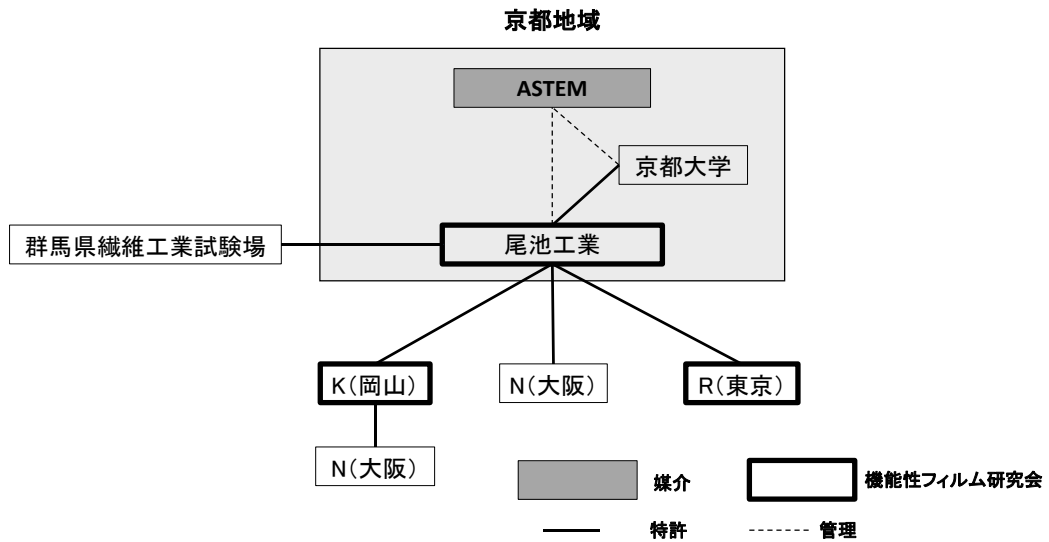 京都地域
ASTEM
京都大学
群馬県繊維工業試験場
尾池工業
K(岡山)
N(大阪)
R(東京)
N(大阪)
媒介
機能性フィルム研究会
特許
管理